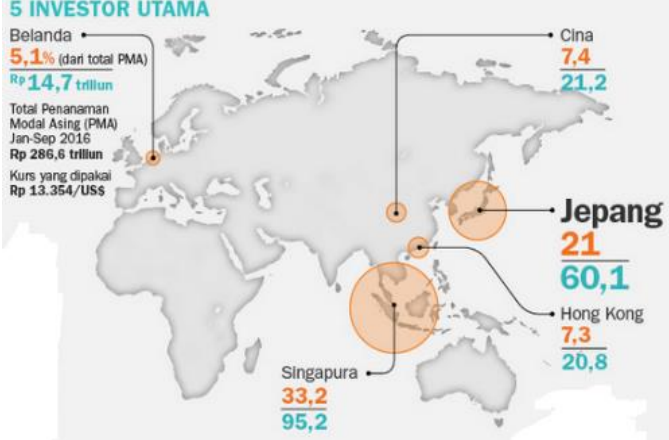 5 INVESTOR UTAMA
Belanda
5,1% (dari total PMA)
Rp 14,7 triliun
Total Penanaman
Modal Asing (PMA)
Jan-Sep 2016
Rp 286,6 triliun
Kurs yang dipakai
Rp 13.354/US$
Cina
7,4
21,2
Jepang
21
60,1
Hong Kong
7,3
20,8
Singapura
33,2
95,2